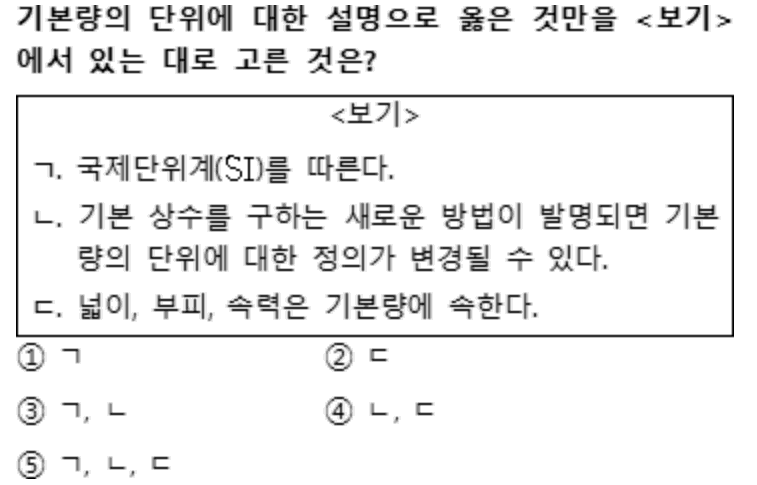 기본량의 단위에 대한 설명으로 옳은 것만을 <보기>
에서 있는 대로 고른 것은?
<보기>
ㄱ. 국제단위계(SI)를 따른다.
ㄴ. 기본 상수를 구하는 새로운 방법이 발명되면 기본
량의 단위에 대한 정의가 변경될 수 있다.
ㄷ. 넓이, 부피, 속력은 기본량에 속한다.
① ㄱ ② ㄷ
③ ㄱ, ㄴ ④ ㄴ, ㄷ
⑤ ㄱ, ㄴ, ㄷ